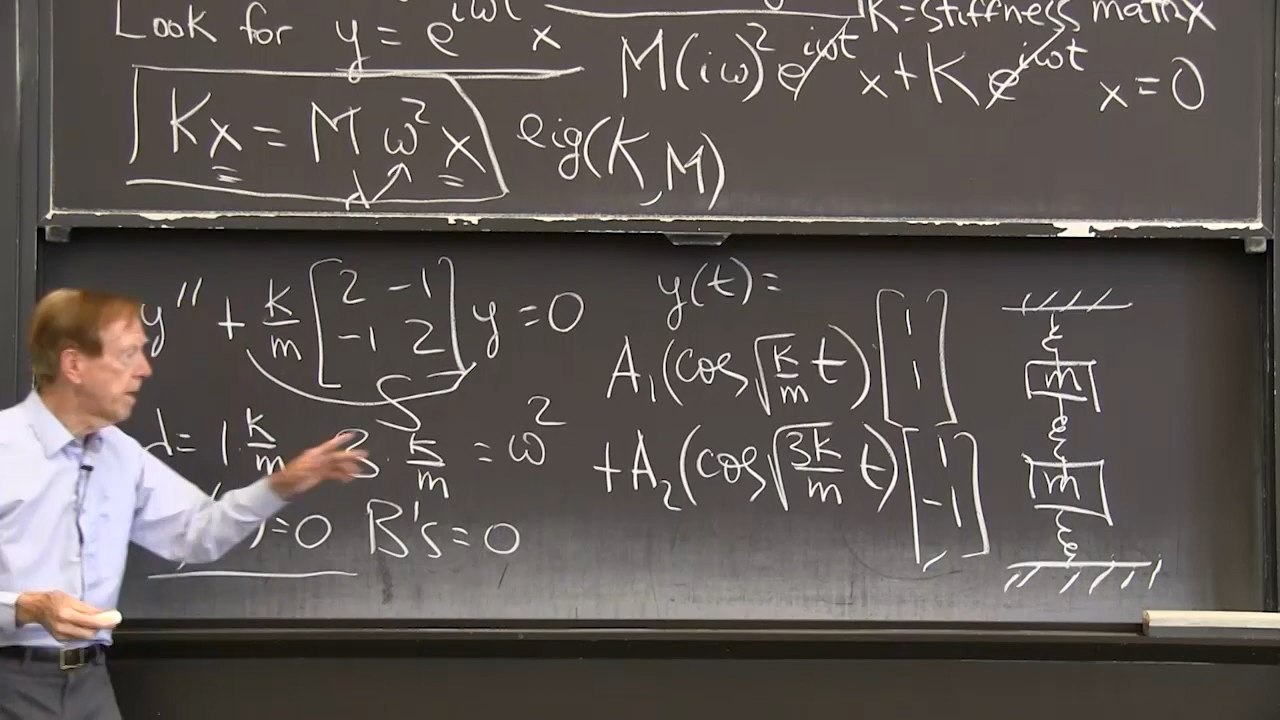 Look for y = e^{iωt} x
K = stiffness matrix
M(iω)² e^{iωt} x + K e^{iωt} x = 0
Kx = M ω² x
eig(K, M)
λ
y'' + k/m [2 -1; -1 2] y = 0
S
λ = 1 k/m 3 · k/m = ω²
= 0 B's = 0
y(t) =
A₁(cos √(k/m) t) [1; 1]
+ A₂(cos √(3k/m) t) [1; -1]
m
m